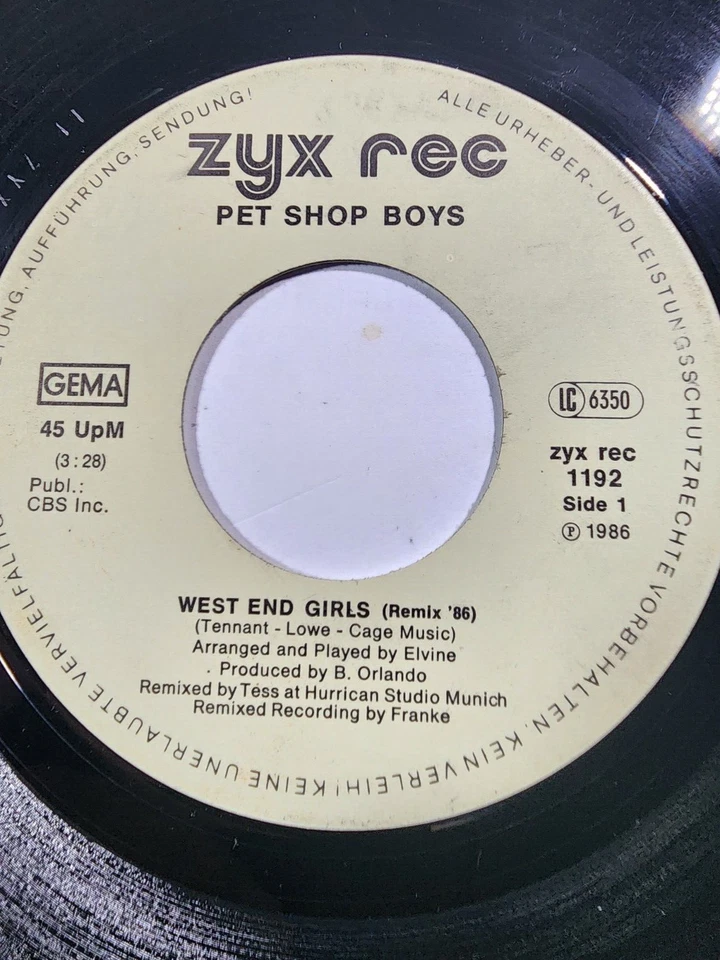 ALLE URHEBER- UND LEISTUNGSSCHUTZRECHTE VORBEHALTEN. KEIN VERLEIH! KEINE UNERLAUBTE VERVIELFÄLTIG
TUNG, AUFFÜHRUNG, SENDUNG!
zyx rec
PET SHOP BOYS
GEMA
45 UpM
(3:28)
Publ.:
CBS Inc.
LC 6350
zyx rec
1192
Side 1
Ⓟ 1986
WEST END GIRLS (Remix '86)
(Tennant - Lowe - Cage Music)
Arranged and Played by Elvine
Produced by B. Orlando
Remixed by Tess at Hurrican Studio Munich
Remixed Recording by Franke